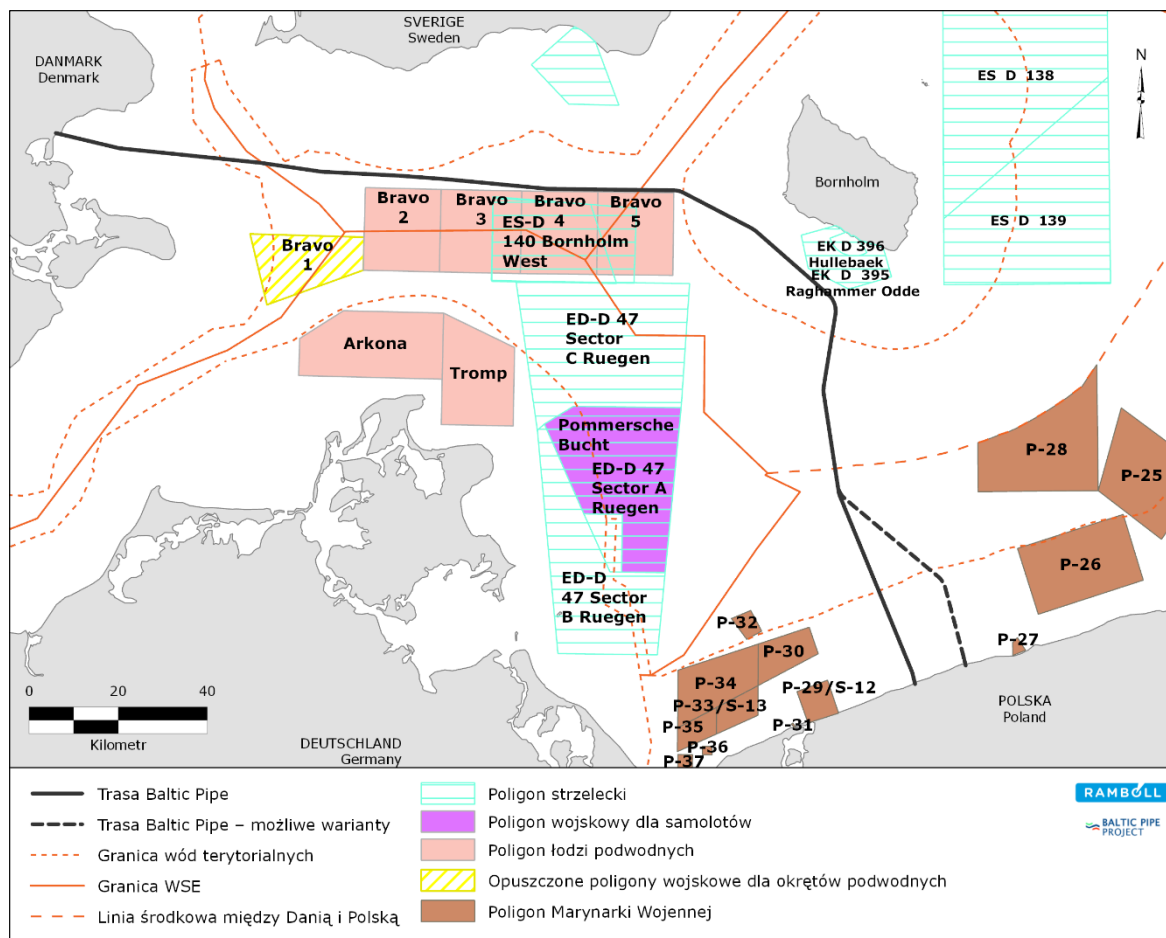 SVERIGE
Sweden
DANMARK
Denmark
N
ES D 138
Bornholm
Bravo
2
Bravo
3
Bravo
4
Bravo
5
ES-D
140 Bornholm
West
ES D 139
Bravo
1
EK D 396
Hullebaek
EK D 395
Raghammer Odde
ED-D 47
Sector
C Ruegen
Arkona
Tromp
Pommersche
Bucht
ED-D 47
Sector A
Ruegen
P-28
P-25
P-26
ED-D
47 Sector
B Ruegen
P-32
P-27
P-30
P-34
P-29/S-12
P-33/S-13
P-35
P-31
P-36
P-37
0
20
40
Kilometr
DEUTSCHLAND
Germany
POLSKA
Poland
Trasa Baltic Pipe
Trasa Baltic Pipe – możliwe warianty
Granica wód terytorialnych
Granica WSE
Linia środkowa między Danią i Polską
Poligon strzelecki
Poligon wojskowy dla samolotów
Poligon łodzi podwodnych
Opuszczone poligony wojskowe dla okrętów podwodnych
Poligon Marynarki Wojennej
RAMBOLL
BALTIC PIPE
PROJECT